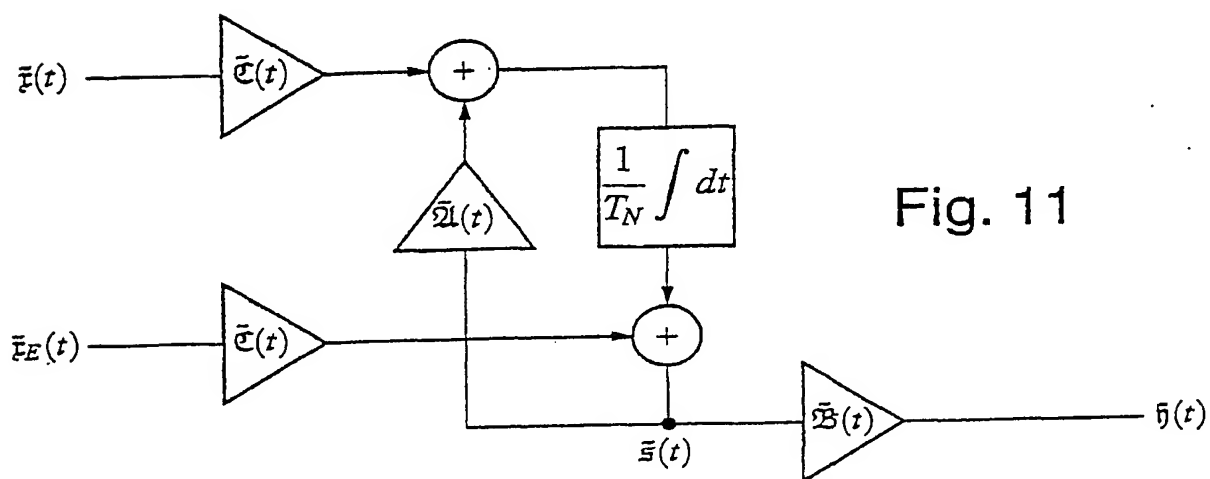 𝔵̄(t)
ℭ̄(t)
+
1/T_N ∫ dt
Fig. 11
𝔄̄(t)
𝔵̄_E(t)
ℭ̄(t)
+
𝔰̄(t)
𝔅̄(t)
𝔶̄(t)